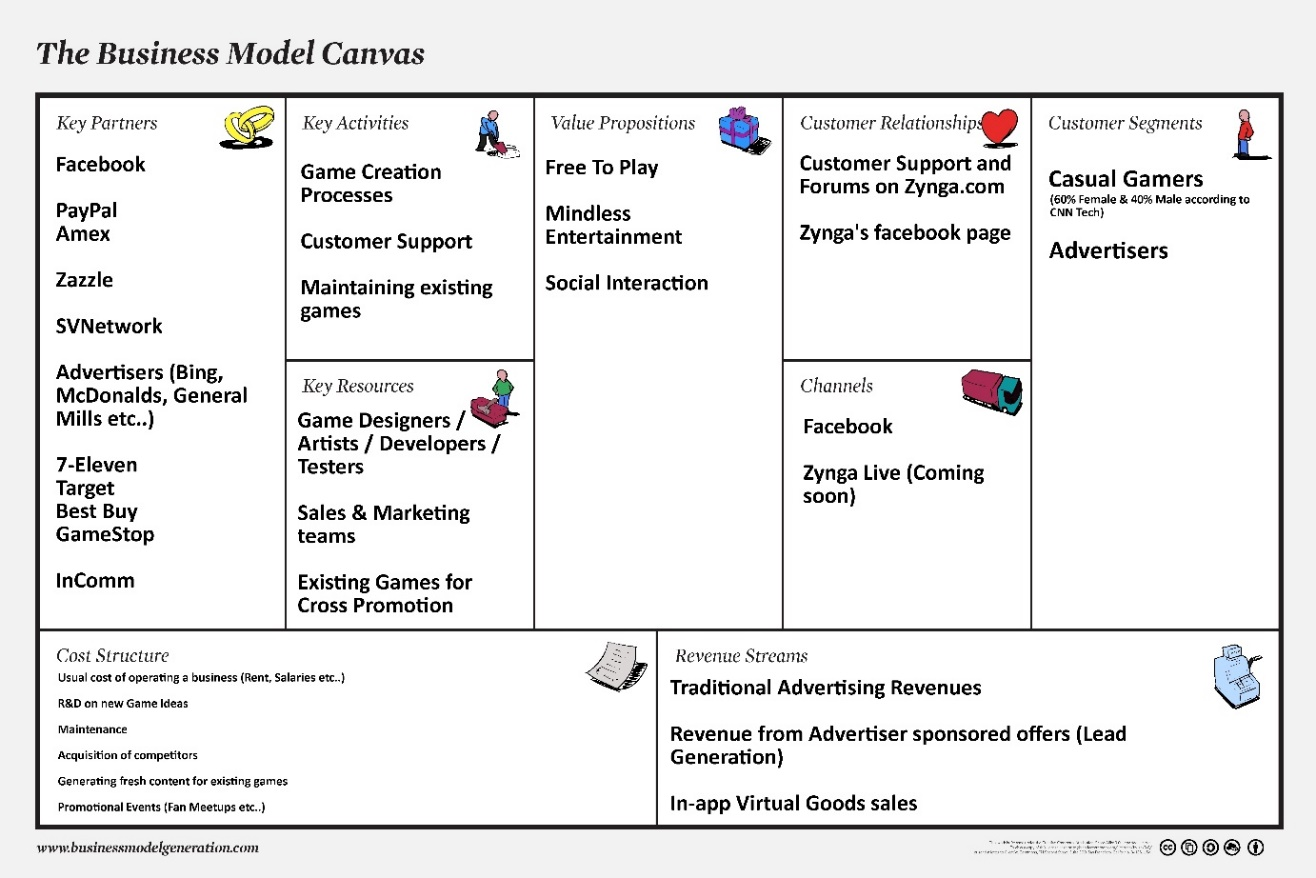 The Business Model Canvas
Key Partners
Facebook
PayPal
Amex
Zazzle
SVNetwork
Advertisers (Bing,
McDonalds, General
Mills etc..)
7-Eleven
Target
Best Buy
GameStop
InComm
Key Activities
Game Creation
Processes
Customer Support
Maintaining existing
games
Key Resources
Game Designers /
Artists / Developers /
Testers
Sales & Marketing
teams
Existing Games for
Cross Promotion
Value Propositions
Free To Play
Mindless
Entertainment
Social Interaction
Customer Relationships
Customer Support and
Forums on Zynga.com
Zynga's facebook page
Channels
Facebook
Zynga Live (Coming
soon)
Customer Segments
Casual Gamers
(60% Female & 40% Male according to
CNN Tech)
Advertisers
Cost Structure
Usual cost of operating a business (Rent, Salaries etc..)
R&D on new Game Ideas
Maintenance
Acquisition of competitors
Generating fresh content for existing games
Promotional Events (Fan Meetups etc..)
Revenue Streams
Traditional Advertising Revenues
Revenue from Advertiser sponsored offers (Lead
Generation)
In-app Virtual Goods sales
www.businessmodelgeneration.com